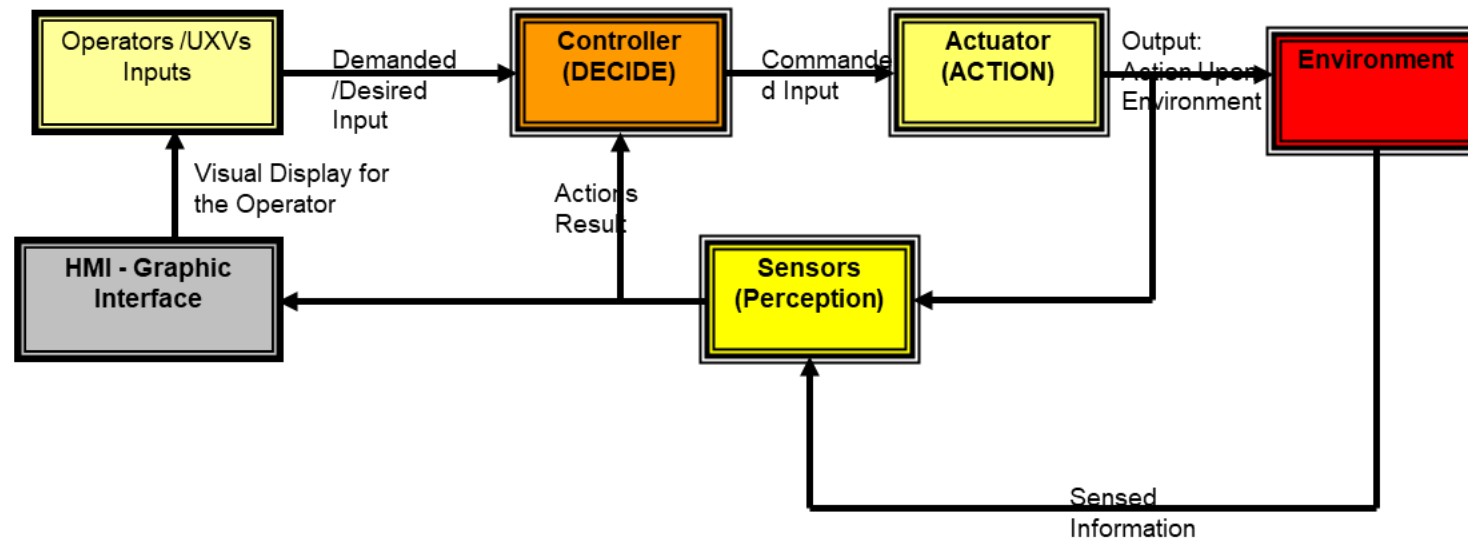 Operators /UXVs
Inputs
Demanded
/Desired
Input
Controller
(DECIDE)
Commande
d Input
Actuator
(ACTION)
Output:
Action Upon
Environment
Environment
Visual Display for
the Operator
Actions
Result
HMI - Graphic
Interface
Sensors
(Perception)
Sensed
Information